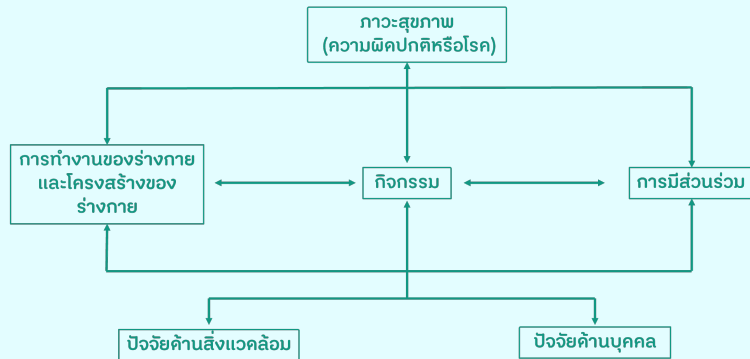 ภาวะสุขภาพ
(ความผิดปกติหรือโรค)
การทำงานของร่างกาย
และโครงสร้างของ
ร่างกาย
กิจกรรม
การมีส่วนร่วม
ปัจจัยด้านสิ่งแวดล้อม
ปัจจัยด้านบุคคล